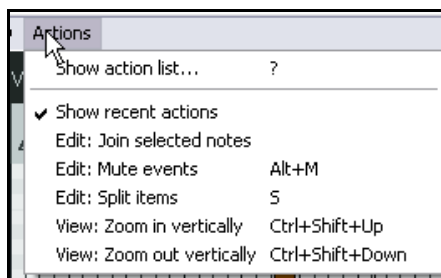 Actions
Show action list... ?
Show recent actions
Edit: Join selected notes
Edit: Mute events Alt+M
Edit: Split items S
View: Zoom in vertically Ctrl+Shift+Up
View: Zoom out vertically Ctrl+Shift+Down